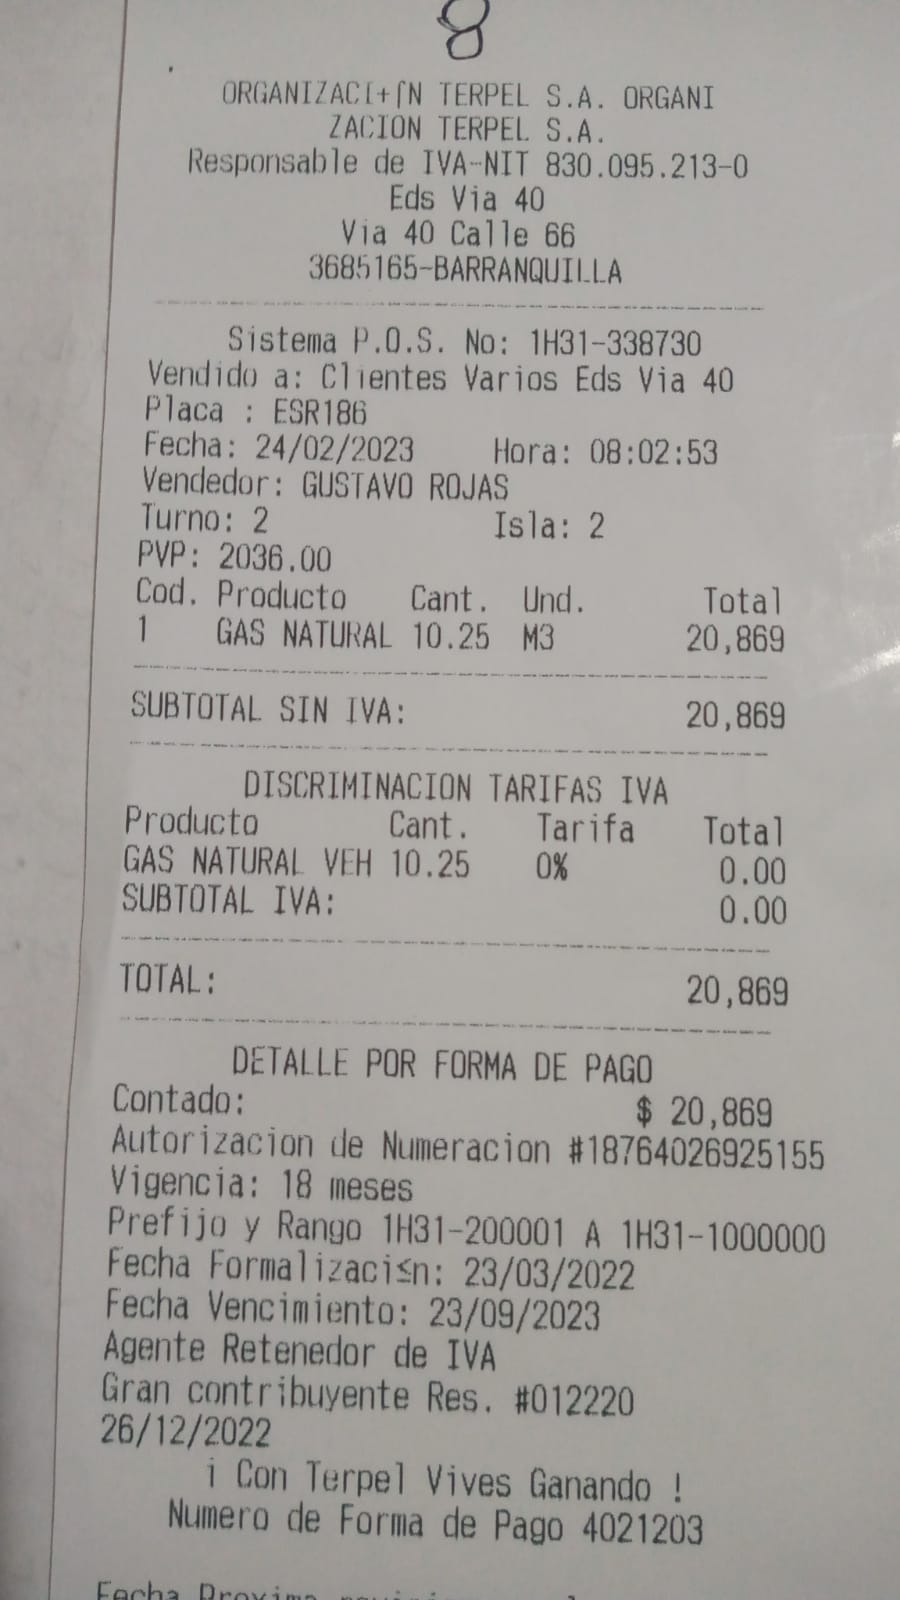 8
ORGANIZACI+⌠N TERPEL S.A. ORGANI
ZACION TERPEL S.A.
Responsable de IVA-NIT 830.095.213-0
Eds Via 40
Via 40 Calle 66
3685165-BARRANQUILLA
Sistema P.O.S. No: 1H31-338730
Vendido a: Clientes Varios Eds Via 40
Placa : ESR186
Fecha: 24/02/2023 Hora: 08:02:53
Vendedor: GUSTAVO ROJAS
Turno: 2 Isla: 2
PVP: 2036.00
Cod. Producto Cant. Und. Total
1 GAS NATURAL 10.25 M3 20,869
SUBTOTAL SIN IVA: 20,869
DISCRIMINACION TARIFAS IVA
Producto Cant. Tarifa Total
GAS NATURAL VEH 10.25 0% 0.00
SUBTOTAL IVA: 0.00
TOTAL: 20,869
DETALLE POR FORMA DE PAGO
Contado: $ 20,869
Autorizacion de Numeracion #18764026925155
Vigencia: 18 meses
Prefijo y Rango 1H31-200001 A 1H31-1000000
Fecha Formalizaci≤n: 23/03/2022
Fecha Vencimiento: 23/09/2023
Agente Retenedor de IVA
Gran contribuyente Res. #012220
26/12/2022
¡ Con Terpel Vives Ganando !
Numero de Forma de Pago 4021203
Fecha Proxima